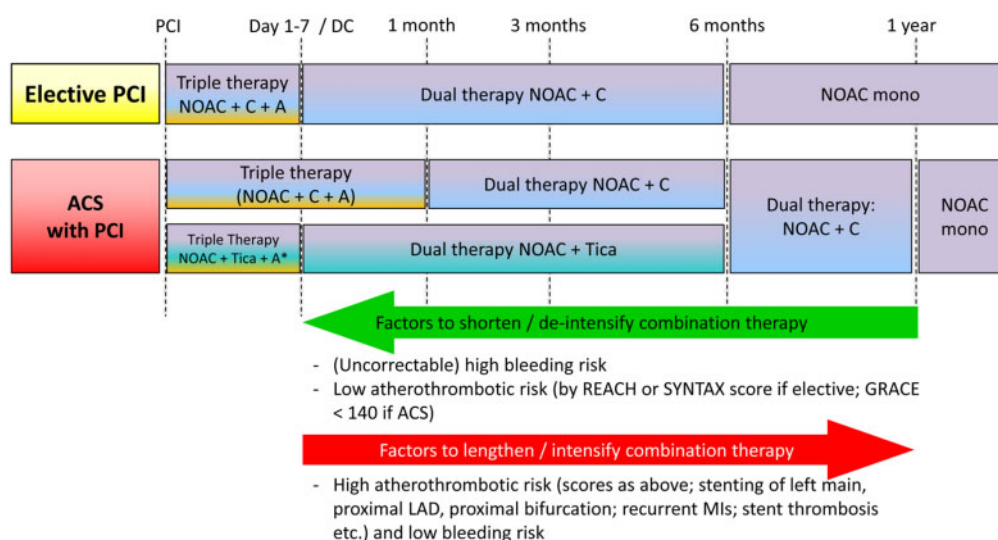 PCI Day 1-7 / DC 1 month 3 months 6 months 1 year
Elective PCI
Triple therapy
NOAC + C + A
Dual therapy NOAC + C
NOAC mono
ACS
with PCI
Triple therapy
(NOAC + C + A)
Dual therapy NOAC + C
Triple Therapy
NOAC + Tica + A*
Dual therapy NOAC + Tica
Dual therapy:
NOAC + C
NOAC
mono
Factors to shorten / de-intensify combination therapy
- (Uncorrectable) high bleeding risk
- Low atherothrombotic risk (by REACH or SYNTAX score if elective; GRACE
< 140 if ACS)
Factors to lengthen / intensify combination therapy
- High atherothrombotic risk (scores as above; stenting of left main,
proximal LAD, proximal bifurcation; recurrent MIs; stent thrombosis
etc.) and low bleeding risk